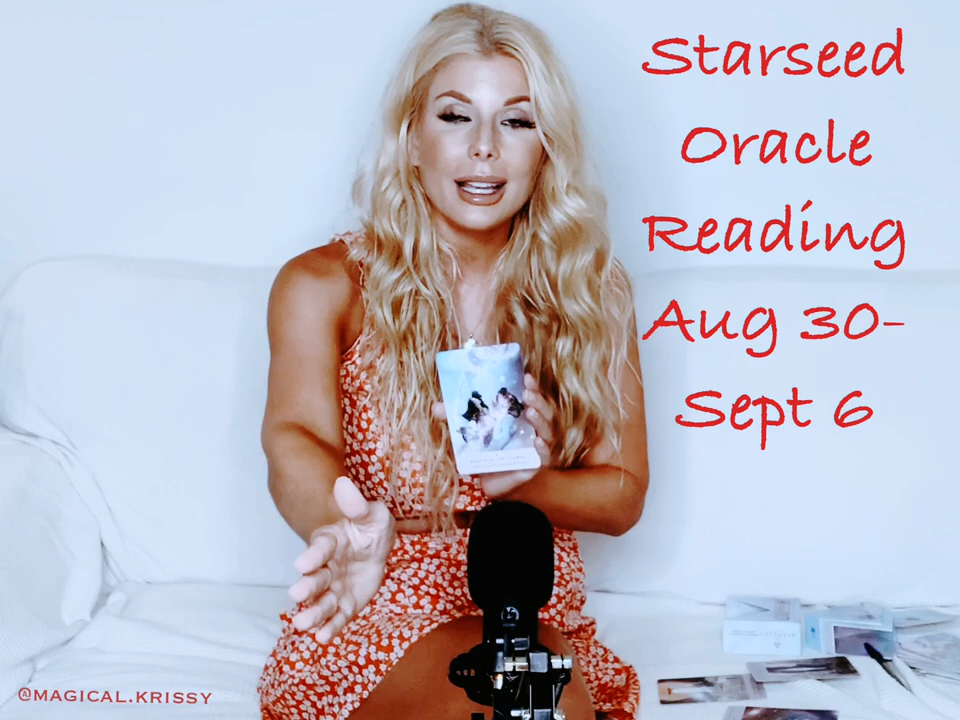 Starseed
Oracle
Reading
Aug 30-
Sept 6
@MAGICAL.KRISSY